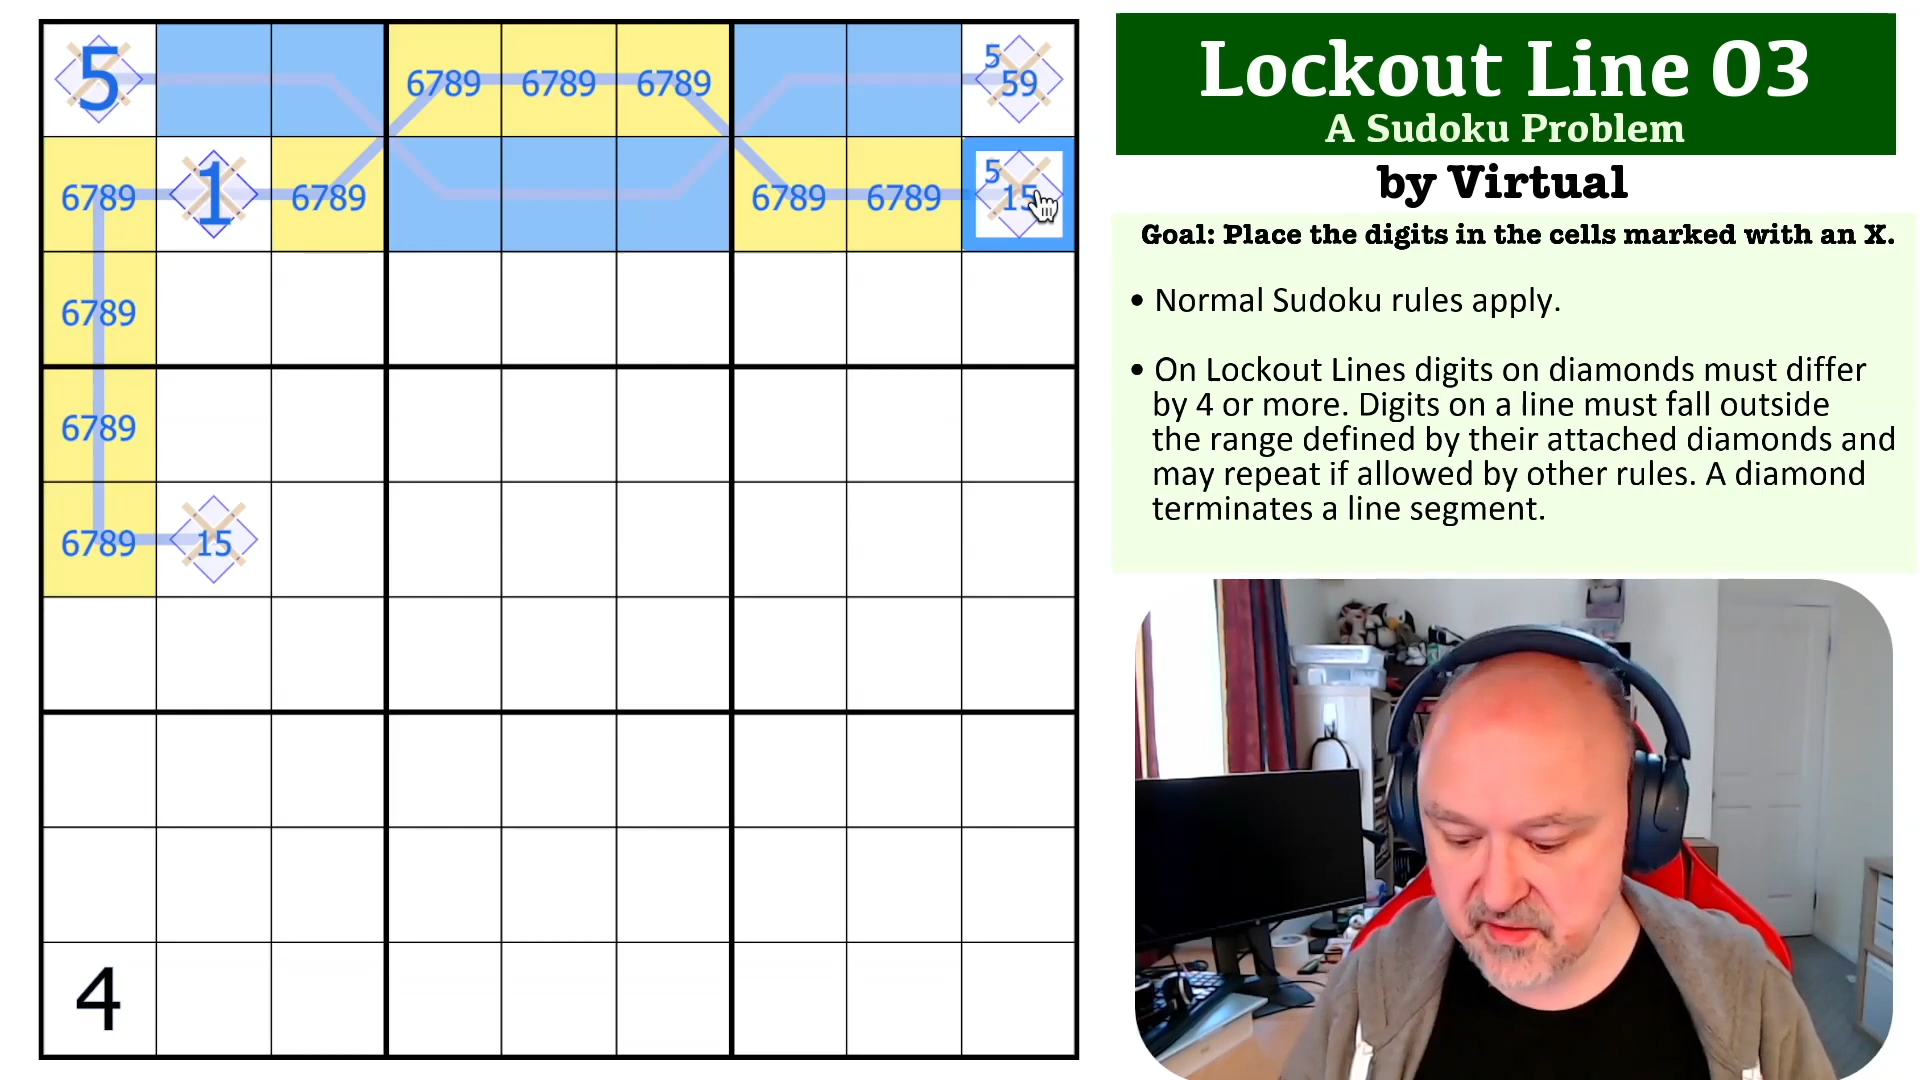 Lockout Line 03
A Sudoku Problem
by Virtual
Goal: Place the digits in the cells marked with an X.
• Normal Sudoku rules apply.
• On Lockout Lines digits on diamonds must differ
by 4 or more. Digits on a line must fall outside
the range defined by their attached diamonds and
may repeat if allowed by other rules. A diamond
terminates a line segment.
5 6789 6789 6789 5 59
6789 1 6789 6789 6789 5 15
6789
6789
6789 15
4